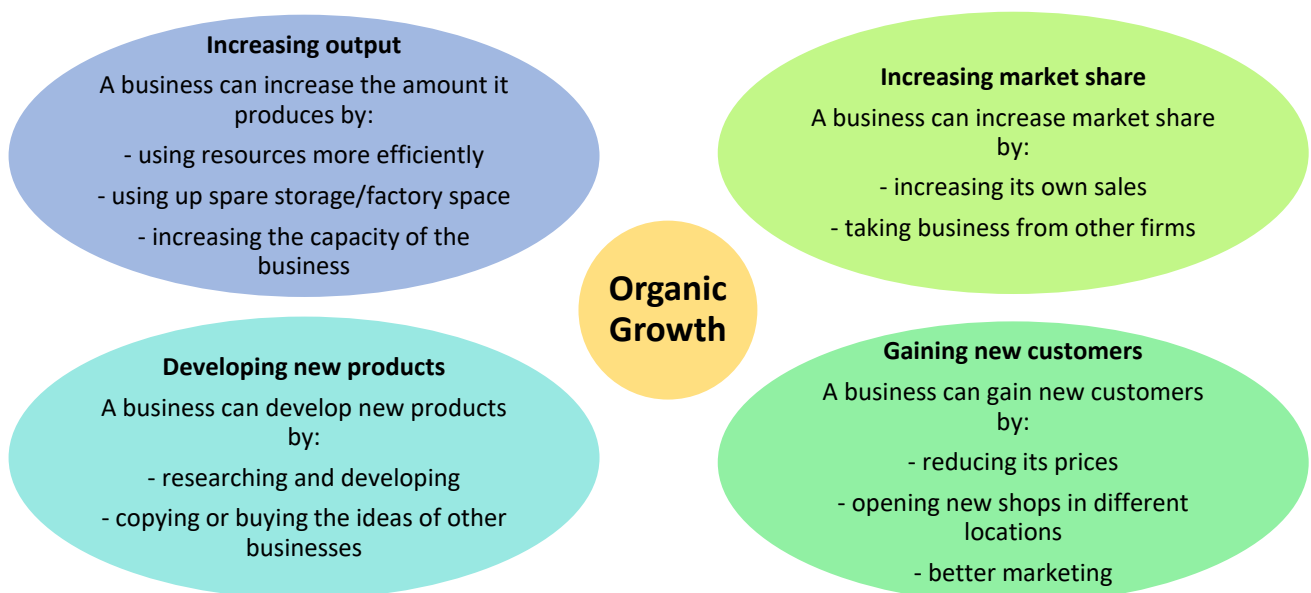 Increasing output
A business can increase the amount it
produces by:
- using resources more efficiently
- using up spare storage/factory space
- increasing the capacity of the
business
Increasing market share
A business can increase market share
by:
- increasing its own sales
- taking business from other firms
Organic
Growth
Developing new products
A business can develop new products
by:
- researching and developing
- copying or buying the ideas of other
businesses
Gaining new customers
A business can gain new customers
by:
- reducing its prices
- opening new shops in different
locations
- better marketing